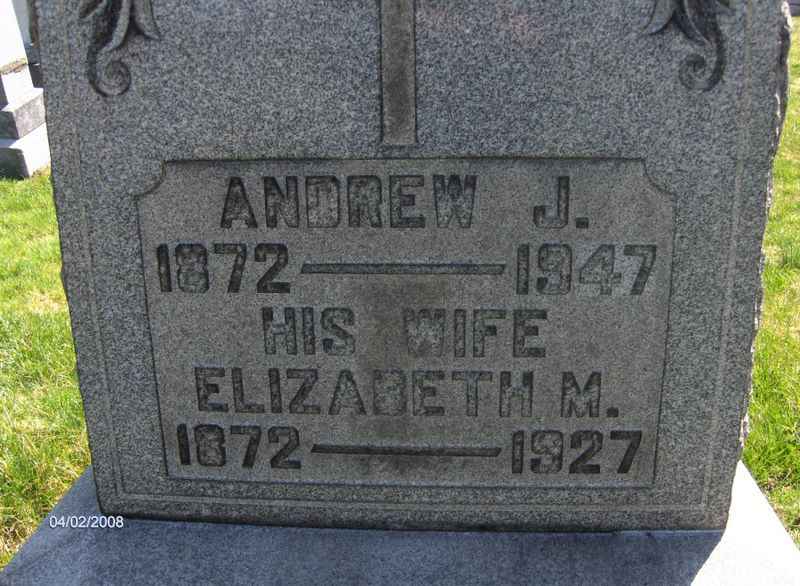 ANDREW J.
1872 — 1947
HIS WIFE
ELIZABETH M.
1872 — 1927
04/02/2008